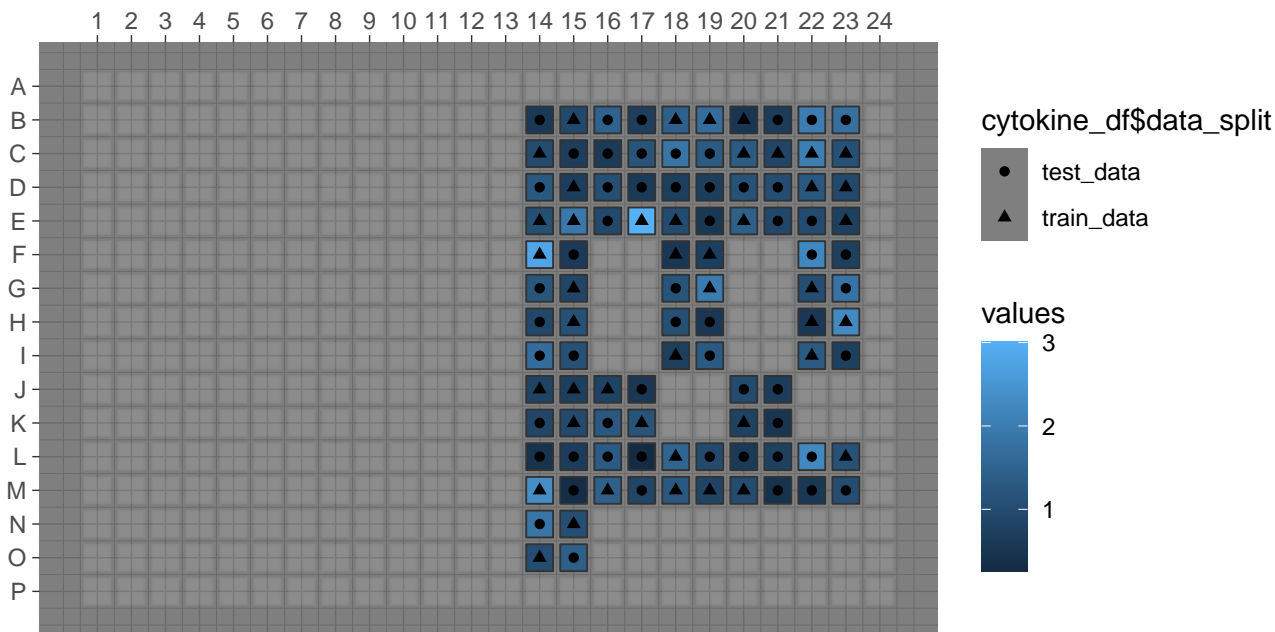 1 2 3 4 5 6 7 8 9 10 11 12 13 14 15 16 17 18 19 20 21 22 23 24
A
B
C
D
E
F
G
H
I
J
K
L
M
N
O
P
cytokine_df$data_split
test_data
train_data
values
3
2
1